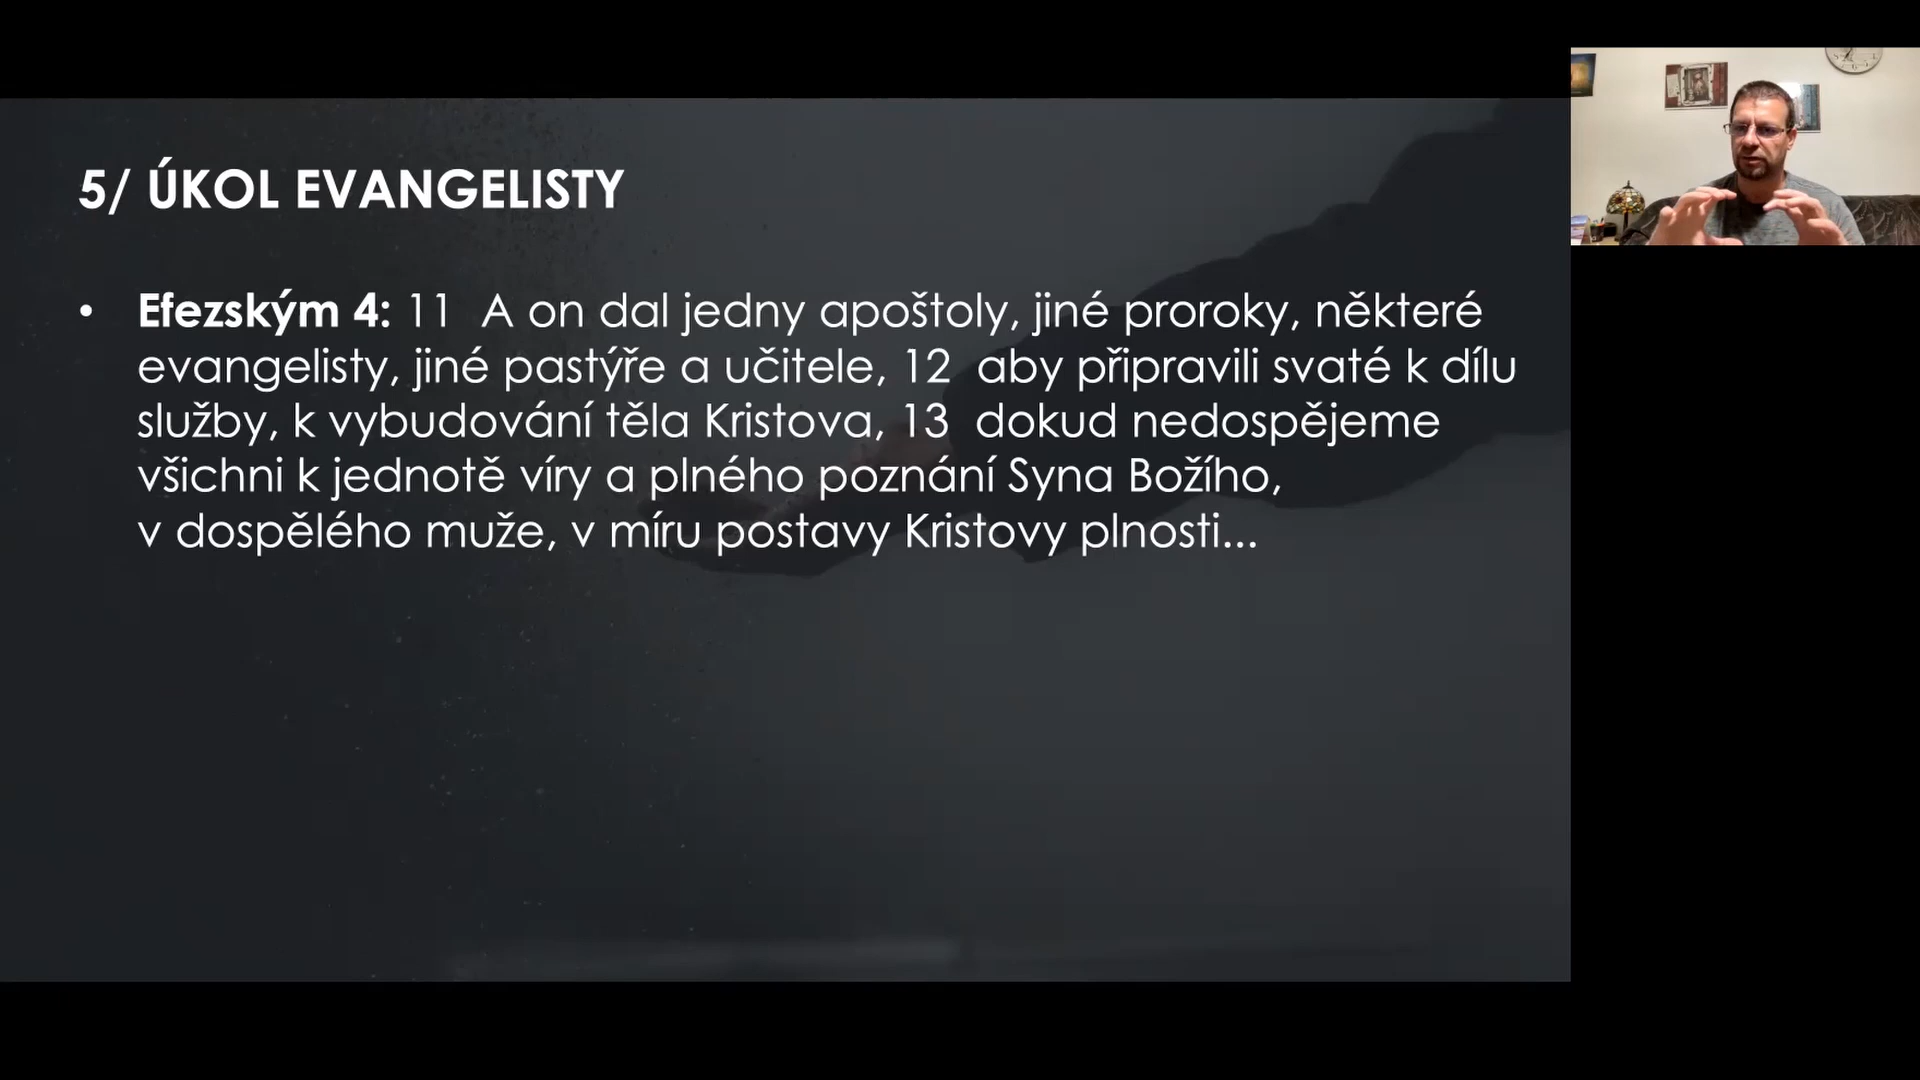 5/ ÚKOL EVANGELISTY
• Efezským 4: 11 A on dal jedny apoštoly, jiné proroky, některé
evangelisty, jiné pastýře a učitele, 12 aby připravili svaté k dílu
služby, k vybudování těla Kristova, 13 dokud nedospějeme
všichni k jednotě víry a plného poznání Syna Božího,
v dospělého muže, v míru postavy Kristovy plnosti...